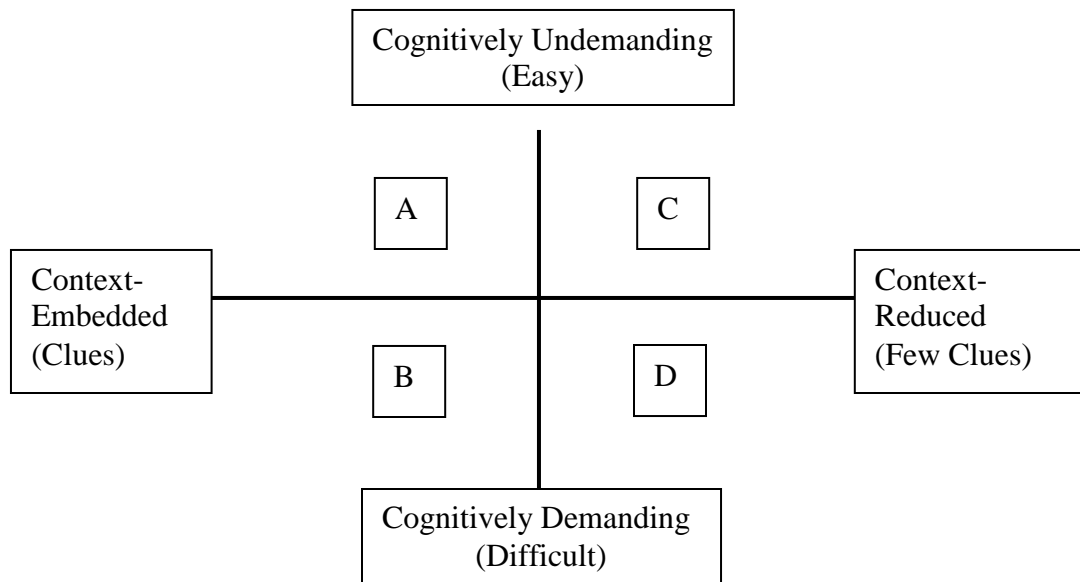 Cognitively Undemanding
(Easy)
A
C
Context-
Embedded
(Clues)
Context-
Reduced
(Few Clues)
B
D
Cognitively Demanding
(Difficult)